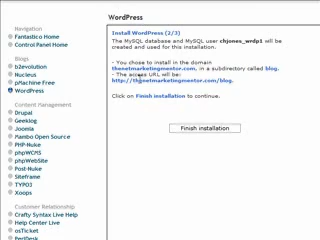 Navigation
Fantastico Home
Control Panel Home
Blogs
b2evolution
Nucleus
pMachine Free
WordPress
Content Management
Drupal
Geeklog
Joomla
Mambo Open Source
PHP-Nuke
phpWCMS
phpWebSite
Post-Nuke
Siteframe
TYPO3
Xoops
Customer Relationship
Crafty Syntax Live Help
Help Center Live
osTicket
PerlDesk
WordPress
Install WordPress (2/3)
The MySQL database and MySQL user chjones_wrdp1 will
be created and used for this installation.
- You chose to install in the domain
thenetmarketingmentor.com, in a subdirectory called blog.
- The access URL will be:
http://thenetmarketingmentor.com/blog.
Click on Finish installation to continue.
Finish installation